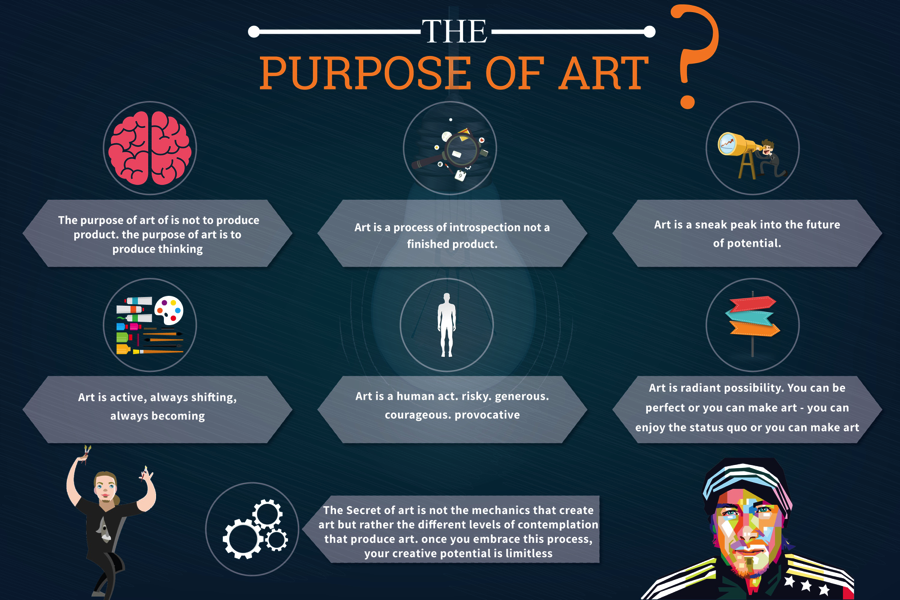 THE
PURPOSE OF ART ?
The purpose of art of is not to produce
product. the purpose of art is to
produce thinking
Art is a process of introspection not a
finished product.
Art is a sneak peak into the future
of potential.
Art is active, always shifting,
always becoming
Art is a human act. risky. generous.
courageous. provocative
Art is radiant possibility. You can be
perfect or you can make art - you can
enjoy the status quo or you can make art
The Secret of art is not the mechanics that create
art but rather the different levels of contemplation
that produce art. once you embrace this process,
your creative potential is limitless